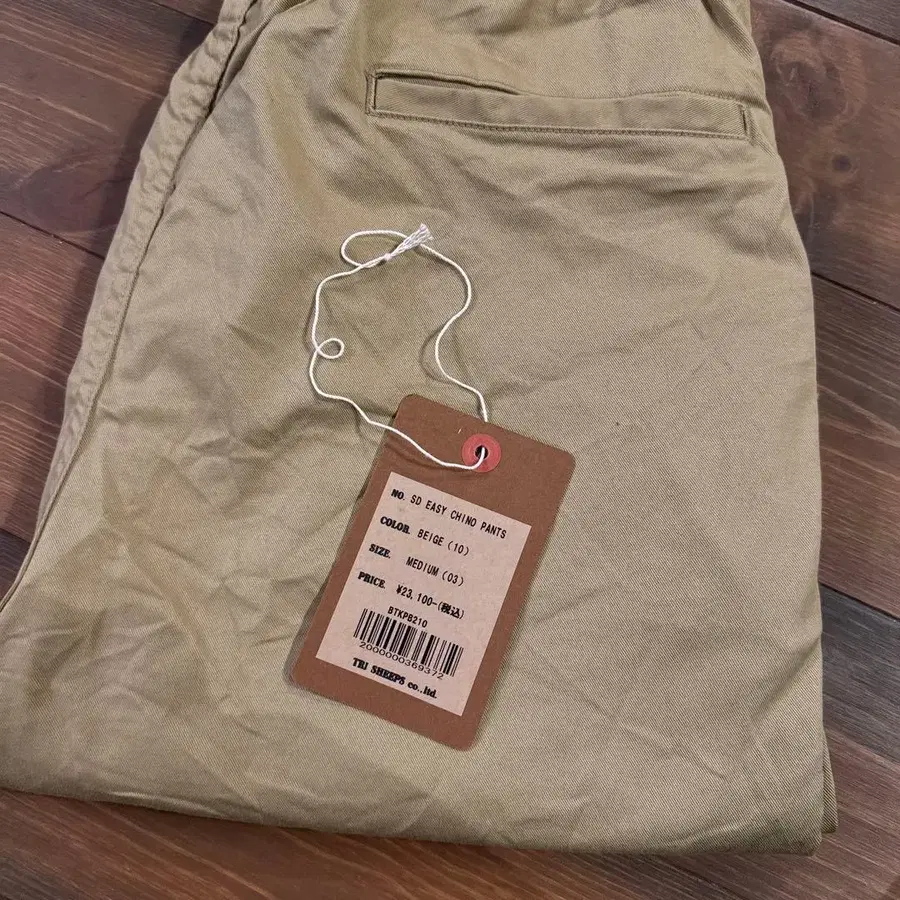 NO. SD EASY CHINO PANTS
COLOR. BEIGE (10)
SIZE. MEDIUM (03)
PRICE. ¥23,100-(税込)
BTKPB210
2000000369372
TRJ SHEEPS co.,ltd.